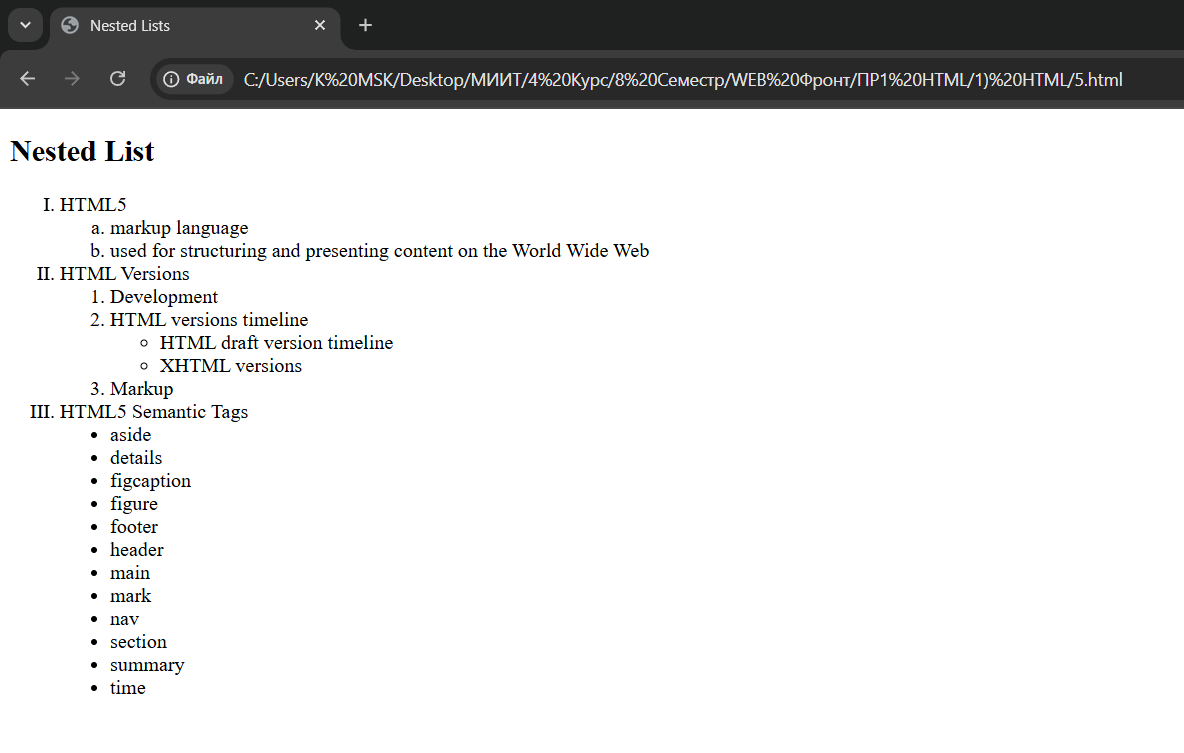 Nested Lists
Файл C:/Users/K%20MSK/Desktop/МИИТ/4%20Курс/8%20Семестр/WEB%20Фронт/ПР1%20HTML/1)%20HTML/5.html
Nested List
I. HTML5
a. markup language
b. used for structuring and presenting content on the World Wide Web
II. HTML Versions
1. Development
2. HTML versions timeline
HTML draft version timeline
XHTML versions
3. Markup
III. HTML5 Semantic Tags
aside
details
figcaption
figure
footer
header
main
mark
nav
section
summary
time